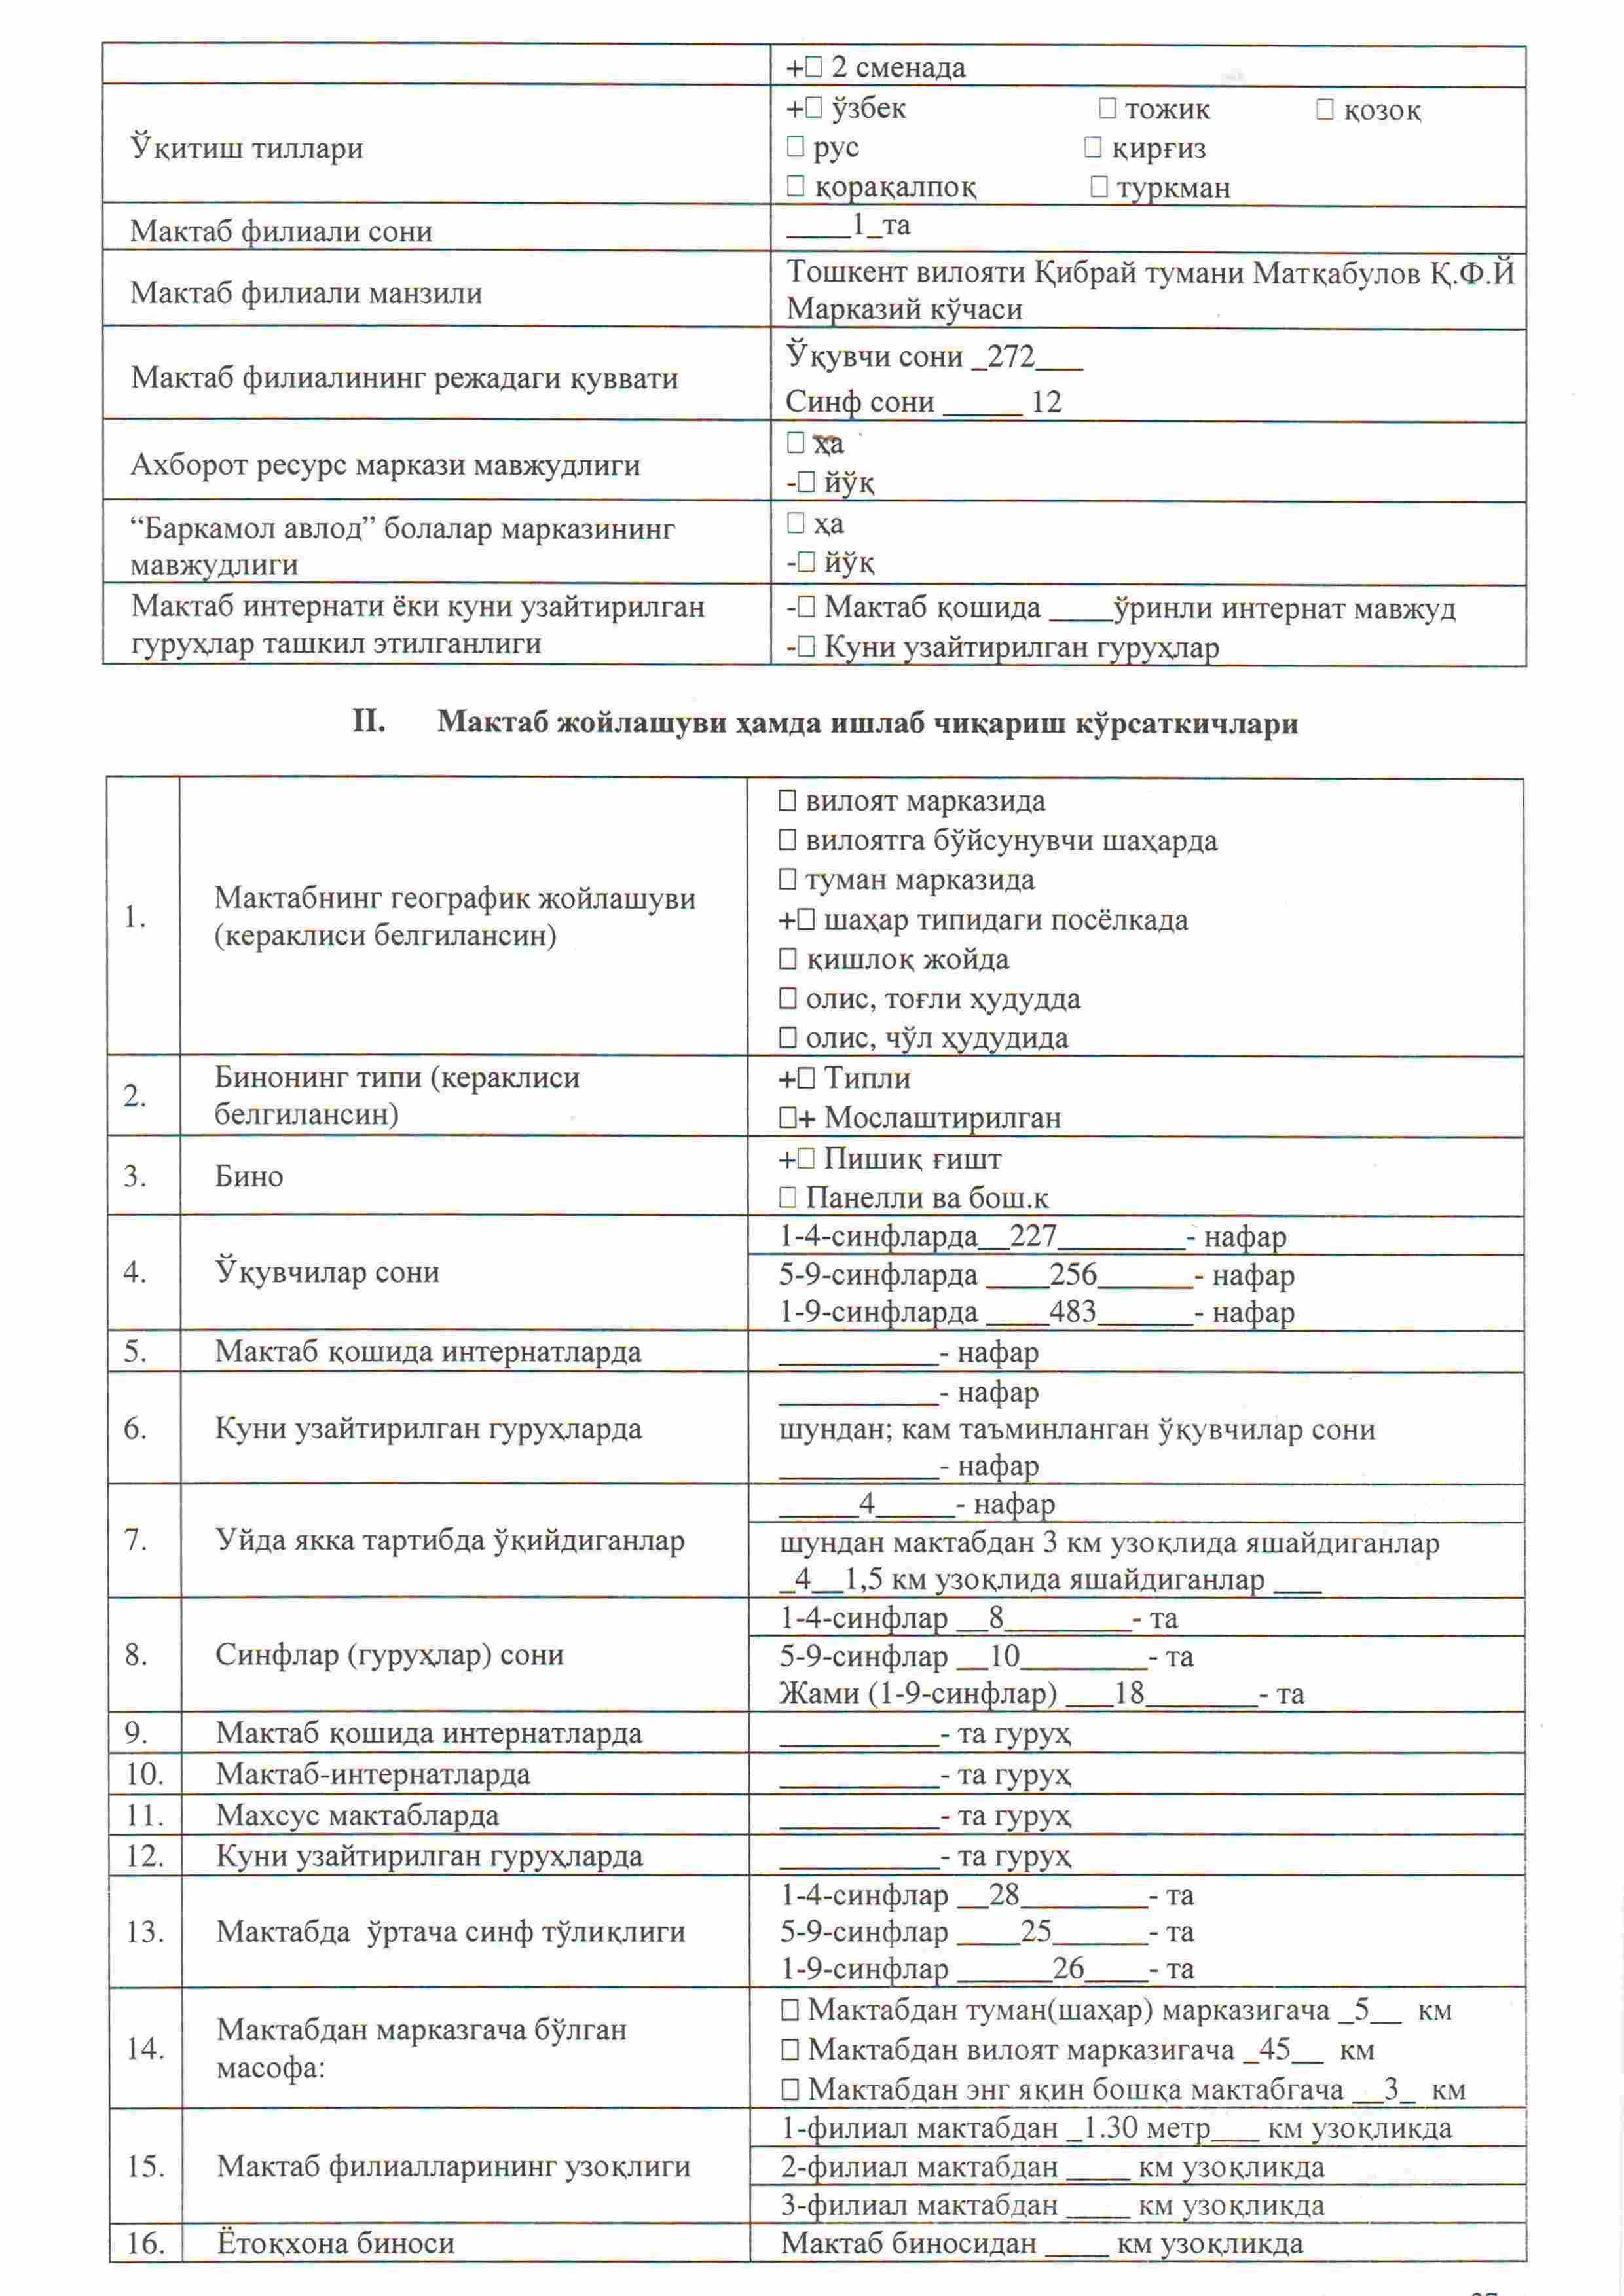 +□ 2 сменада
Ўқитиш тиллари
+□ ўзбек □ тожик □ қозоқ
□ рус □ қирғиз
□ қорақалпоқ □ туркман
Мактаб филиали сони
____1_та
Мактаб филиали манзили
Тошкент вилояти Қибрай тумани Матқабулов Қ.Ф.Й
Марказий кўчаси
Мактаб филиалининг режадаги қуввати
Ўқувчи сони _272___
Синф сони _____ 12
Ахборот ресурс маркази мавжудлиги
□ ҳа
-□ йўқ
“Баркамол авлод” болалар марказининг
мавжудлиги
□ ҳа
-□ йўқ
Мактаб интернати ёки куни узайтирилган
гуруҳлар ташкил этилганлиги
-□ Мактаб қошида ____ўринли интернат мавжуд
-□ Куни узайтирилган гуруҳлар
II. Мактаб жойлашуви ҳамда ишлаб чиқариш кўрсаткичлари
1.
Мактабнинг географик жойлашуви
(кераклиси белгилансин)
□ вилоят марказида
□ вилоятга бўйсунувчи шаҳарда
□ туман марказида
+□ шаҳар типидаги посёлкада
□ қишлоқ жойда
□ олис, тоғли ҳудудда
□ олис, чўл ҳудудида
2.
Бинонинг типи (кераклиси
белгилансин)
+□ Типли
□+ Мослаштирилган
3.
Бино
+□ Пишиқ ғишт
□ Панелли ва бош.к
4.
Ўқувчилар сони
1-4-синфларда__227________- нафар
5-9-синфларда ____256______- нафар
1-9-синфларда ____483______- нафар
5.
Мактаб қошида интернатларда
__________- нафар
6.
Куни узайтирилган гуруҳларда
__________- нафар
шундан; кам таъминланган ўқувчилар сони
__________- нафар
7.
Уйда якка тартибда ўқийдиганлар
_____4_____- нафар
шундан мактабдан 3 км узоқлида яшайдиганлар
_4__1,5 км узоқлида яшайдиганлар ___
8.
Синфлар (гуруҳлар) сони
1-4-синфлар __8________- та
5-9-синфлар __10________- та
Жами (1-9-синфлар) ___18_______- та
9.
Мактаб қошида интернатларда
__________- та гуруҳ
10.
Мактаб-интернатларда
__________- та гуруҳ
11.
Махсус мактабларда
__________- та гуруҳ
12.
Куни узайтирилган гуруҳларда
__________- та гуруҳ
13.
Мактабда ўртача синф тўлиқлиги
1-4-синфлар __28________- та
5-9-синфлар ____25______- та
1-9-синфлар ______26____- та
14.
Мактабдан марказгача бўлган
масофа:
□ Мактабдан туман(шаҳар) марказигача _5__ км
□ Мактабдан вилоят марказигача _45__ км
□ Мактабдан энг яқин бошқа мактабгача __3_ км
15.
Мактаб филиалларининг узоқлиги
1-филиал мактабдан _1.30 метр___ км узоқликда
2-филиал мактабдан ____ км узоқликда
3-филиал мактабдан ____ км узоқликда
16.
Ётоқхона биноси
Мактаб биносидан ____ км узоқликда